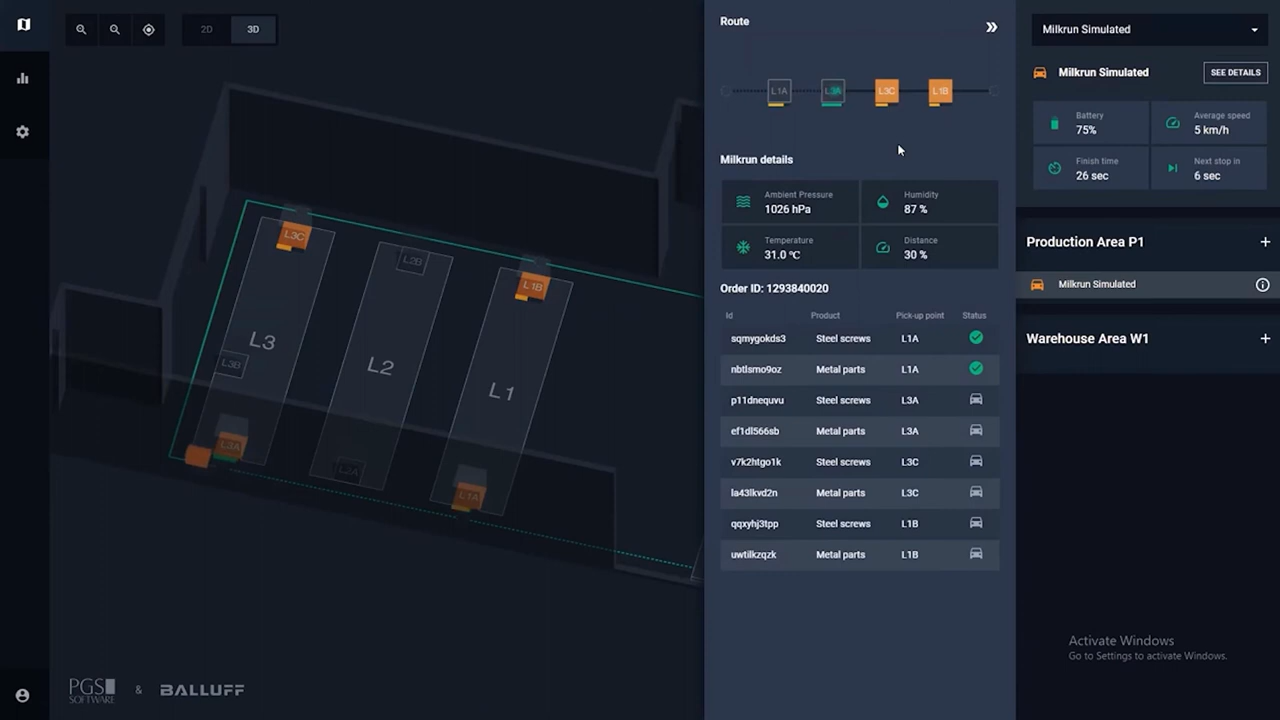 2D 3D
L3C
L2B
L1B
L3
L2
L1
L3B
L3A
L2A
L1A
PGS
SOFTWARE
&
BALLUFF
Route
L1A L3A L3C L1B
Milkrun details
Ambient Pressure
1026 hPa
Humidity
87 %
Temperature
31.0 °C
Distance
30 %
Order ID: 1293840020
Id Product Pick-up point Status
sqmygokds3 Steel screws L1A
nbtlsmo9oz Metal parts L1A
p11dnequvu Steel screws L3A
ef1dl566sb Metal parts L3A
v7k2htgo1k Steel screws L3C
la43lkvd2n Metal parts L3C
qqxyhj3tpp Steel screws L1B
uwtilkzqzk Metal parts L1B
Milkrun Simulated
Milkrun Simulated SEE DETAILS
Battery
75%
Average speed
5 km/h
Finish time
26 sec
Next stop in
6 sec
Production Area P1
Milkrun Simulated
Warehouse Area W1
Activate Windows
Go to Settings to activate Windows.